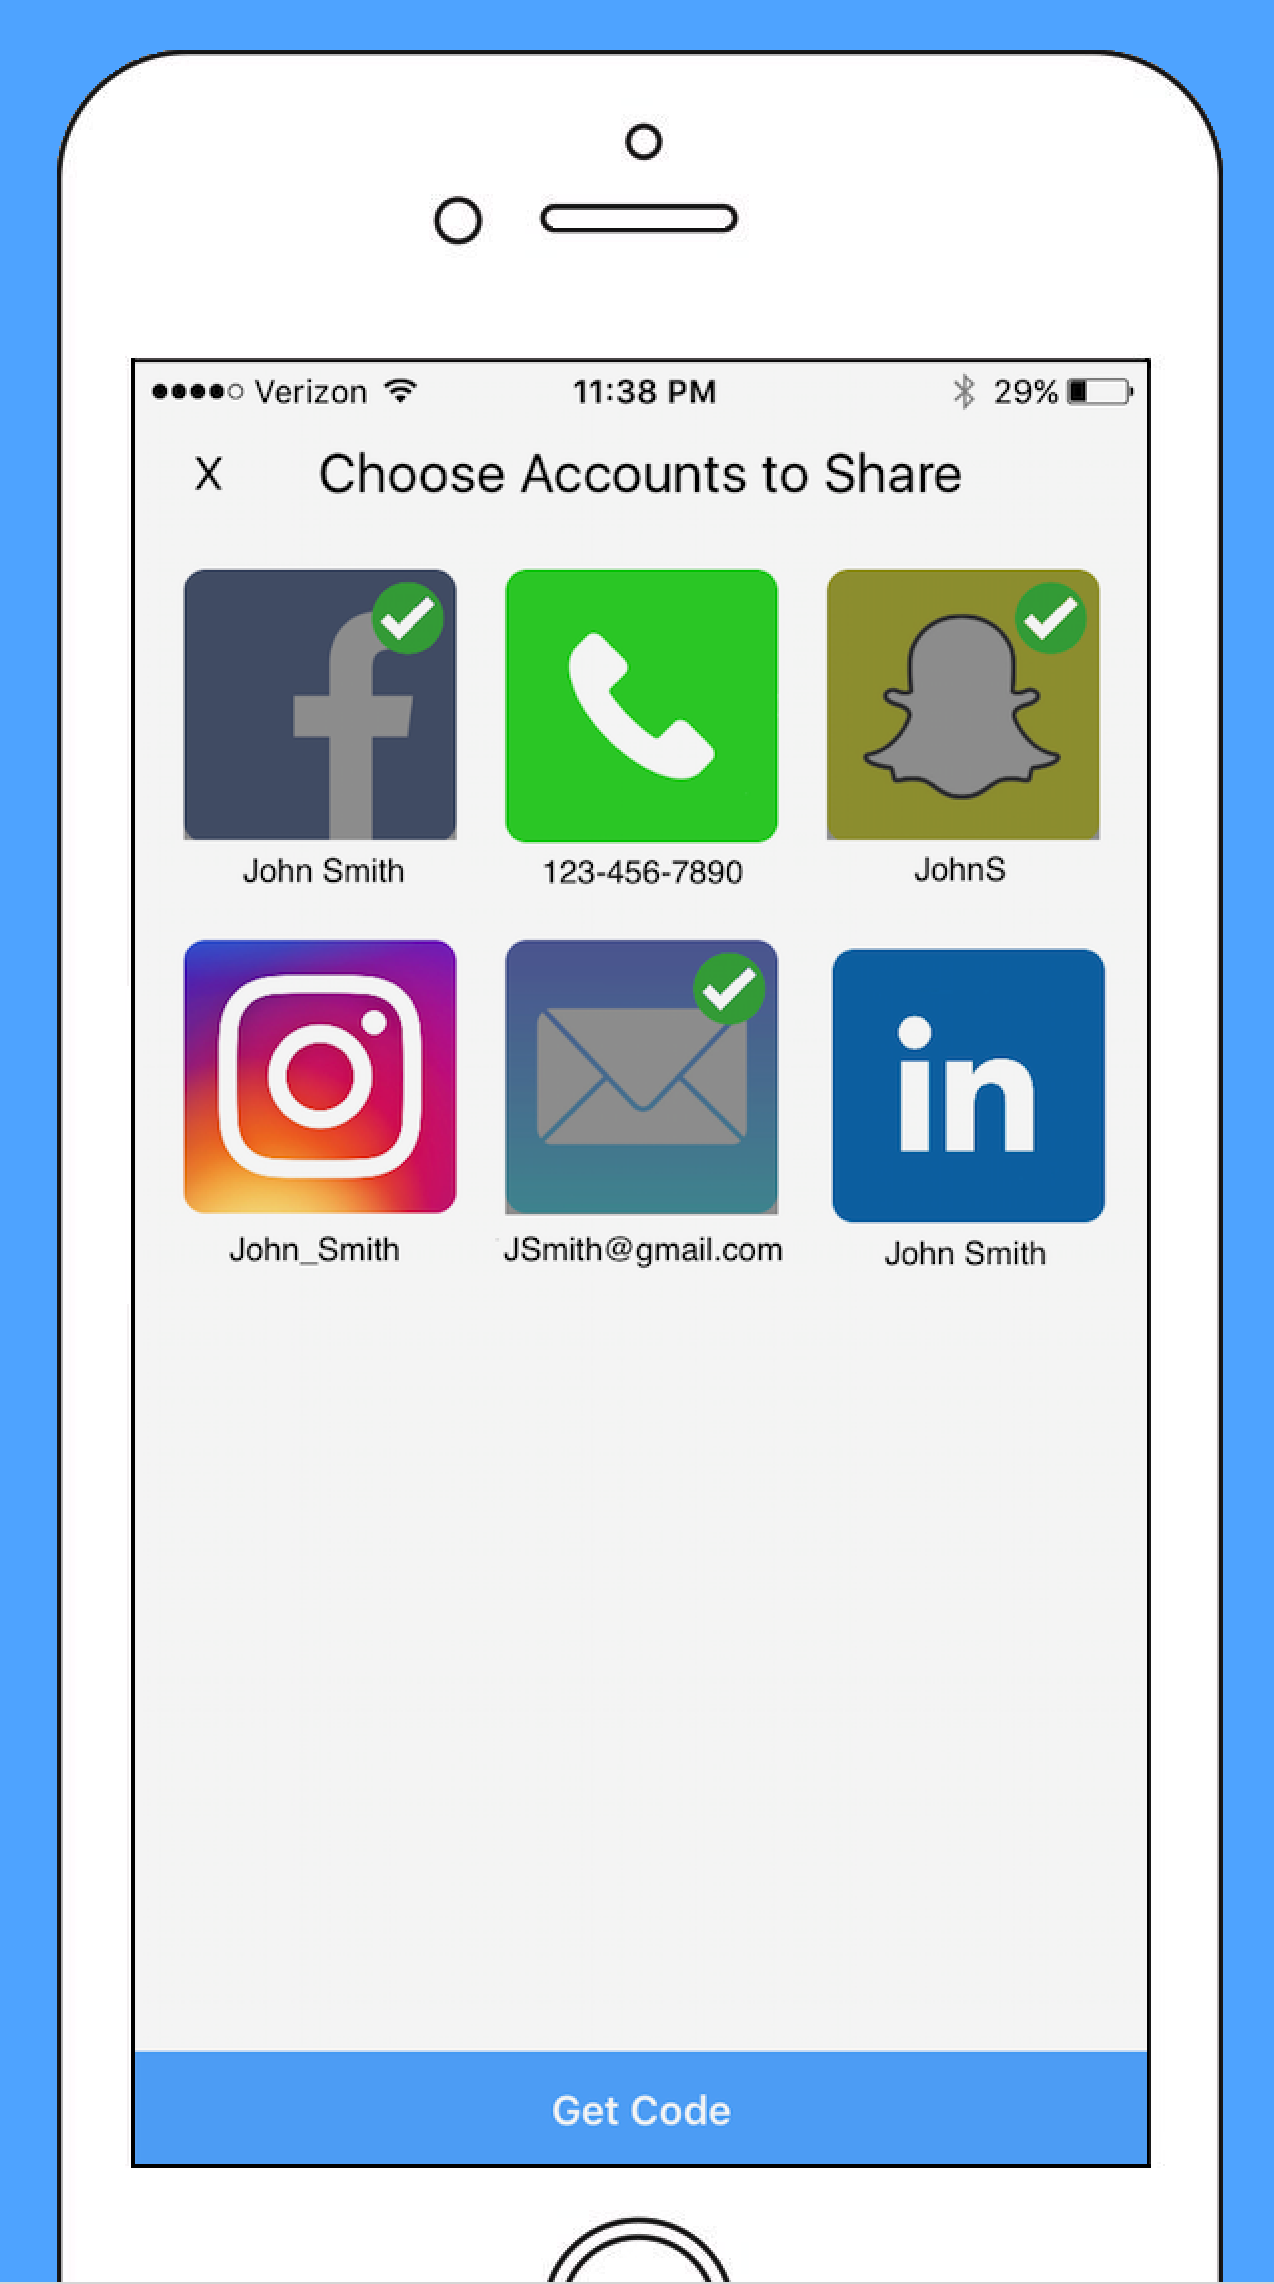 Verizon 11:38 PM 29%
X Choose Accounts to Share
John Smith 123-456-7890 JohnS
in
John_Smith JSmith@gmail.com John Smith
Get Code